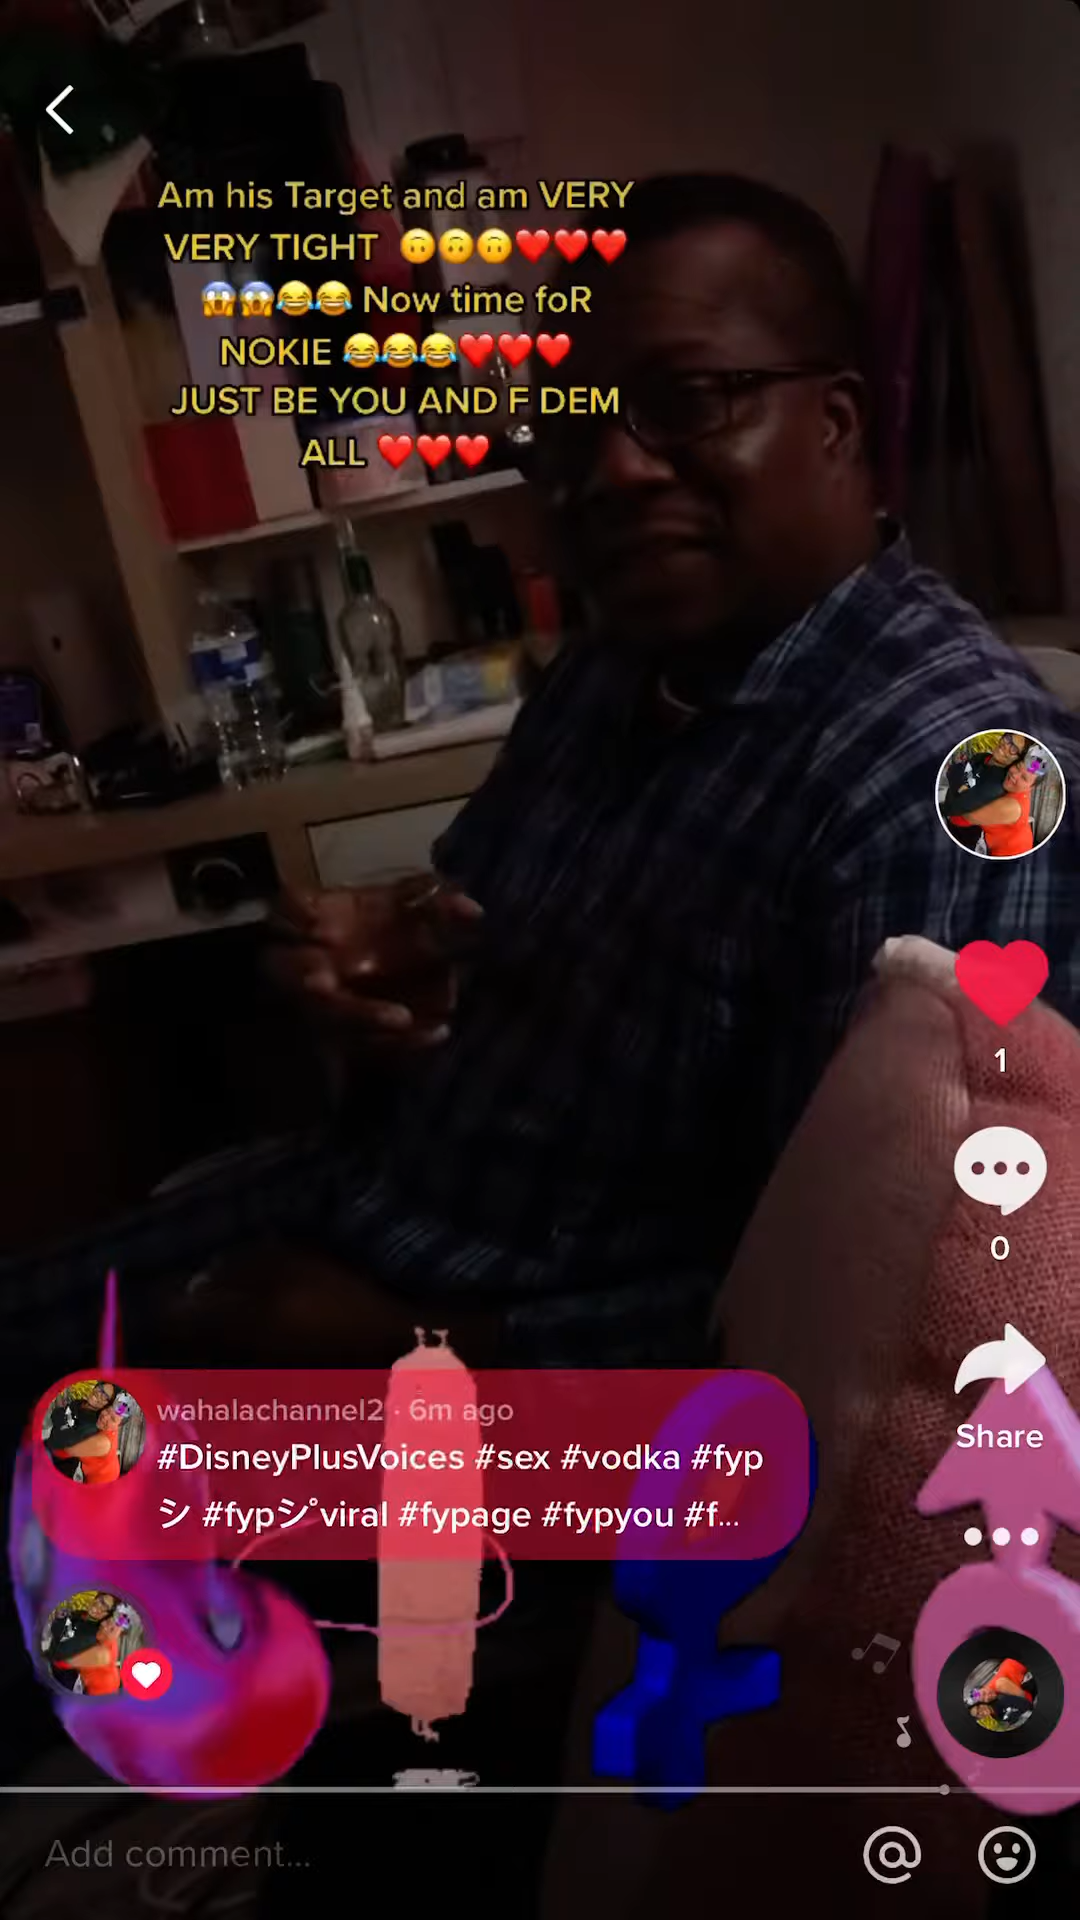 Am his Target and am VERY
VERY TIGHT 🙃🙃🙃❤️❤️❤️
😱😱😂😂 Now time foR
NOKIE 😂😂😂❤️❤️❤️
JUST BE YOU AND F DEM
ALL ❤️❤️❤️
1
0
Share
wahalachannel2 · 6m ago
#DisneyPlusVoices #sex #vodka #fyp
シ #fypシ゚viral #fypage #fypyou #f...
Add comment...